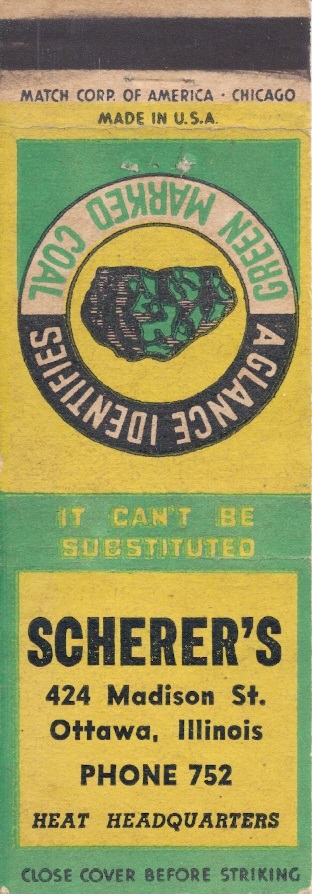 MATCH CORP. OF AMERICA · CHICAGO
MADE IN U.S.A.
A GLANCE IDENTIFIES
GREEN MARKED COAL
IT CAN'T BE
SUBSTITUTED
SCHERER'S
424 Madison St.
Ottawa, Illinois
PHONE 752
HEAT HEADQUARTERS
CLOSE COVER BEFORE STRIKING